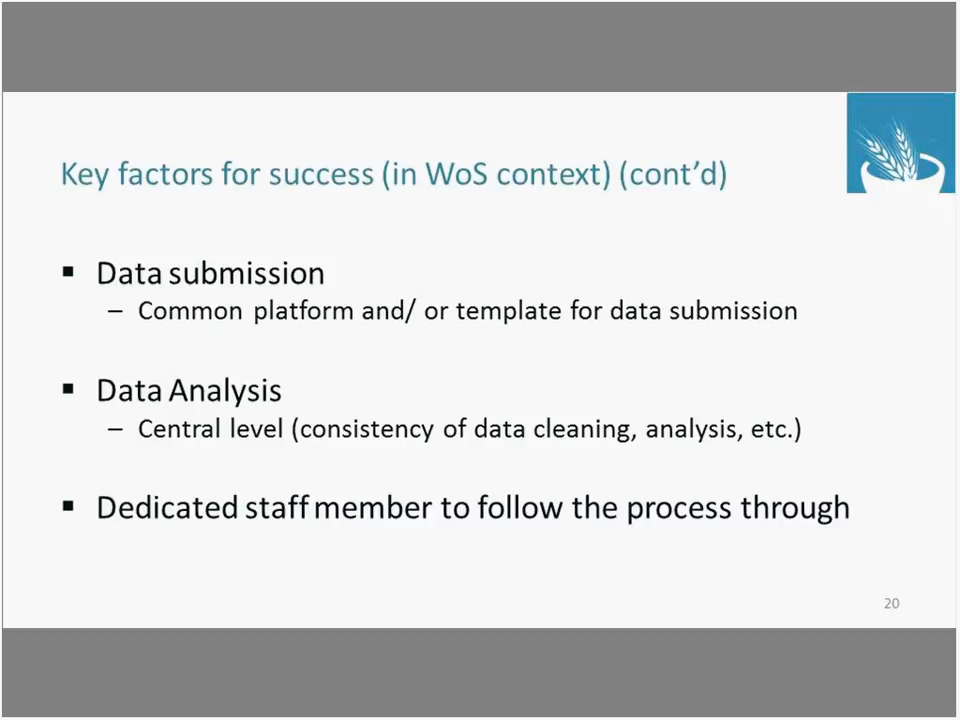 Key factors for success (in WoS context) (cont’d)
▪ Data submission
– Common platform and/ or template for data submission
▪ Data Analysis
– Central level (consistency of data cleaning, analysis, etc.)
▪ Dedicated staff member to follow the process through
20